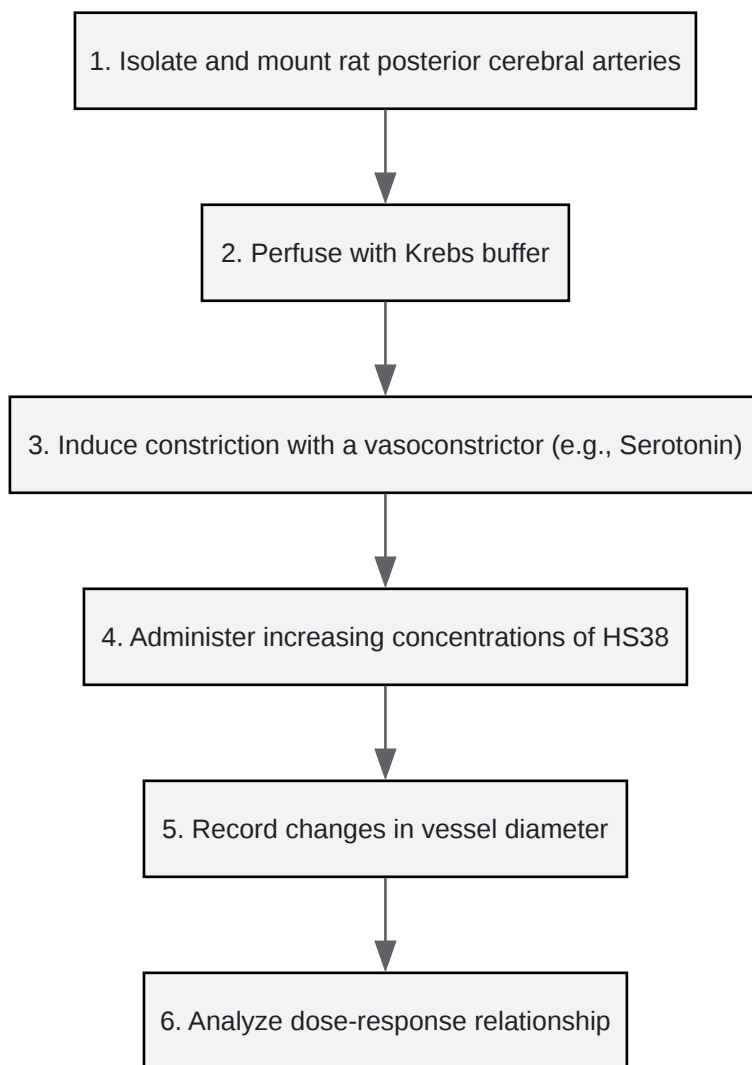 1. Isolate and mount rat posterior cerebral arteries
2. Perfuse with Krebs buffer
3. Induce constriction with a vasoconstrictor (e.g., Serotonin)
4. Administer increasing concentrations of HS38
5. Record changes in vessel diameter
6. Analyze dose-response relationship